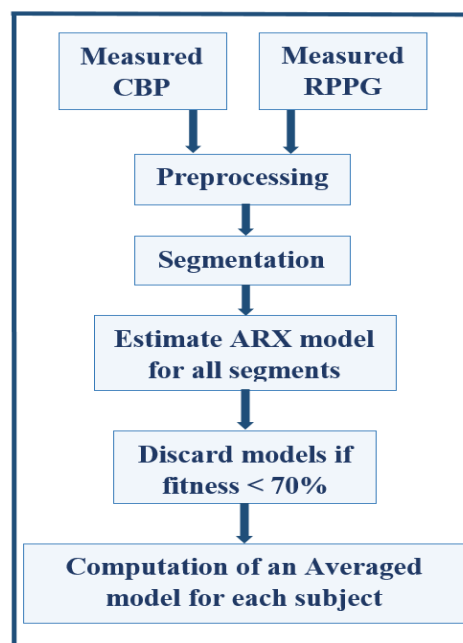 Measured
CBP
Measured
RPPG
Preprocessing
Segmentation
Estimate ARX model
for all segments
Discard models if
fitness < 70%
Computation of an Averaged
model for each subject